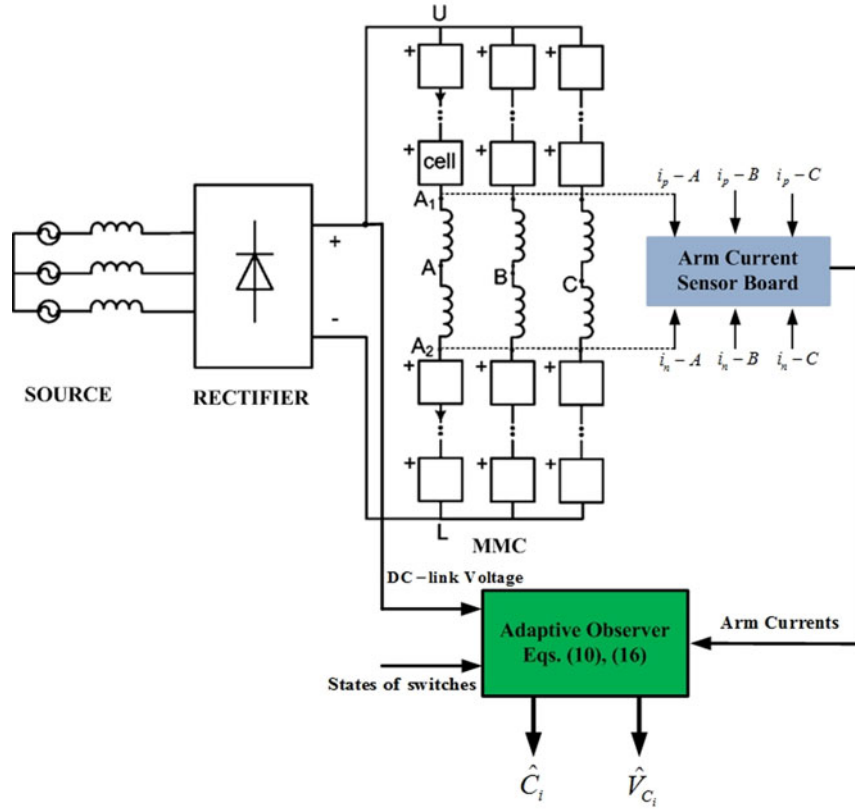 U
+ + +
+ + +
cell
A₁
i_p – A i_p – B i_p – C
Arm Current
Sensor Board
+
A
B
C
-
A₂
i_n – A i_n – B i_n – C
SOURCE
RECTIFIER
+ + +
+ + +
L
MMC
DC – link Voltage
Adaptive Observer
Eqs. (10), (16)
Arm Currents
States of switches
Ĉ_i
V̂_{C_i}